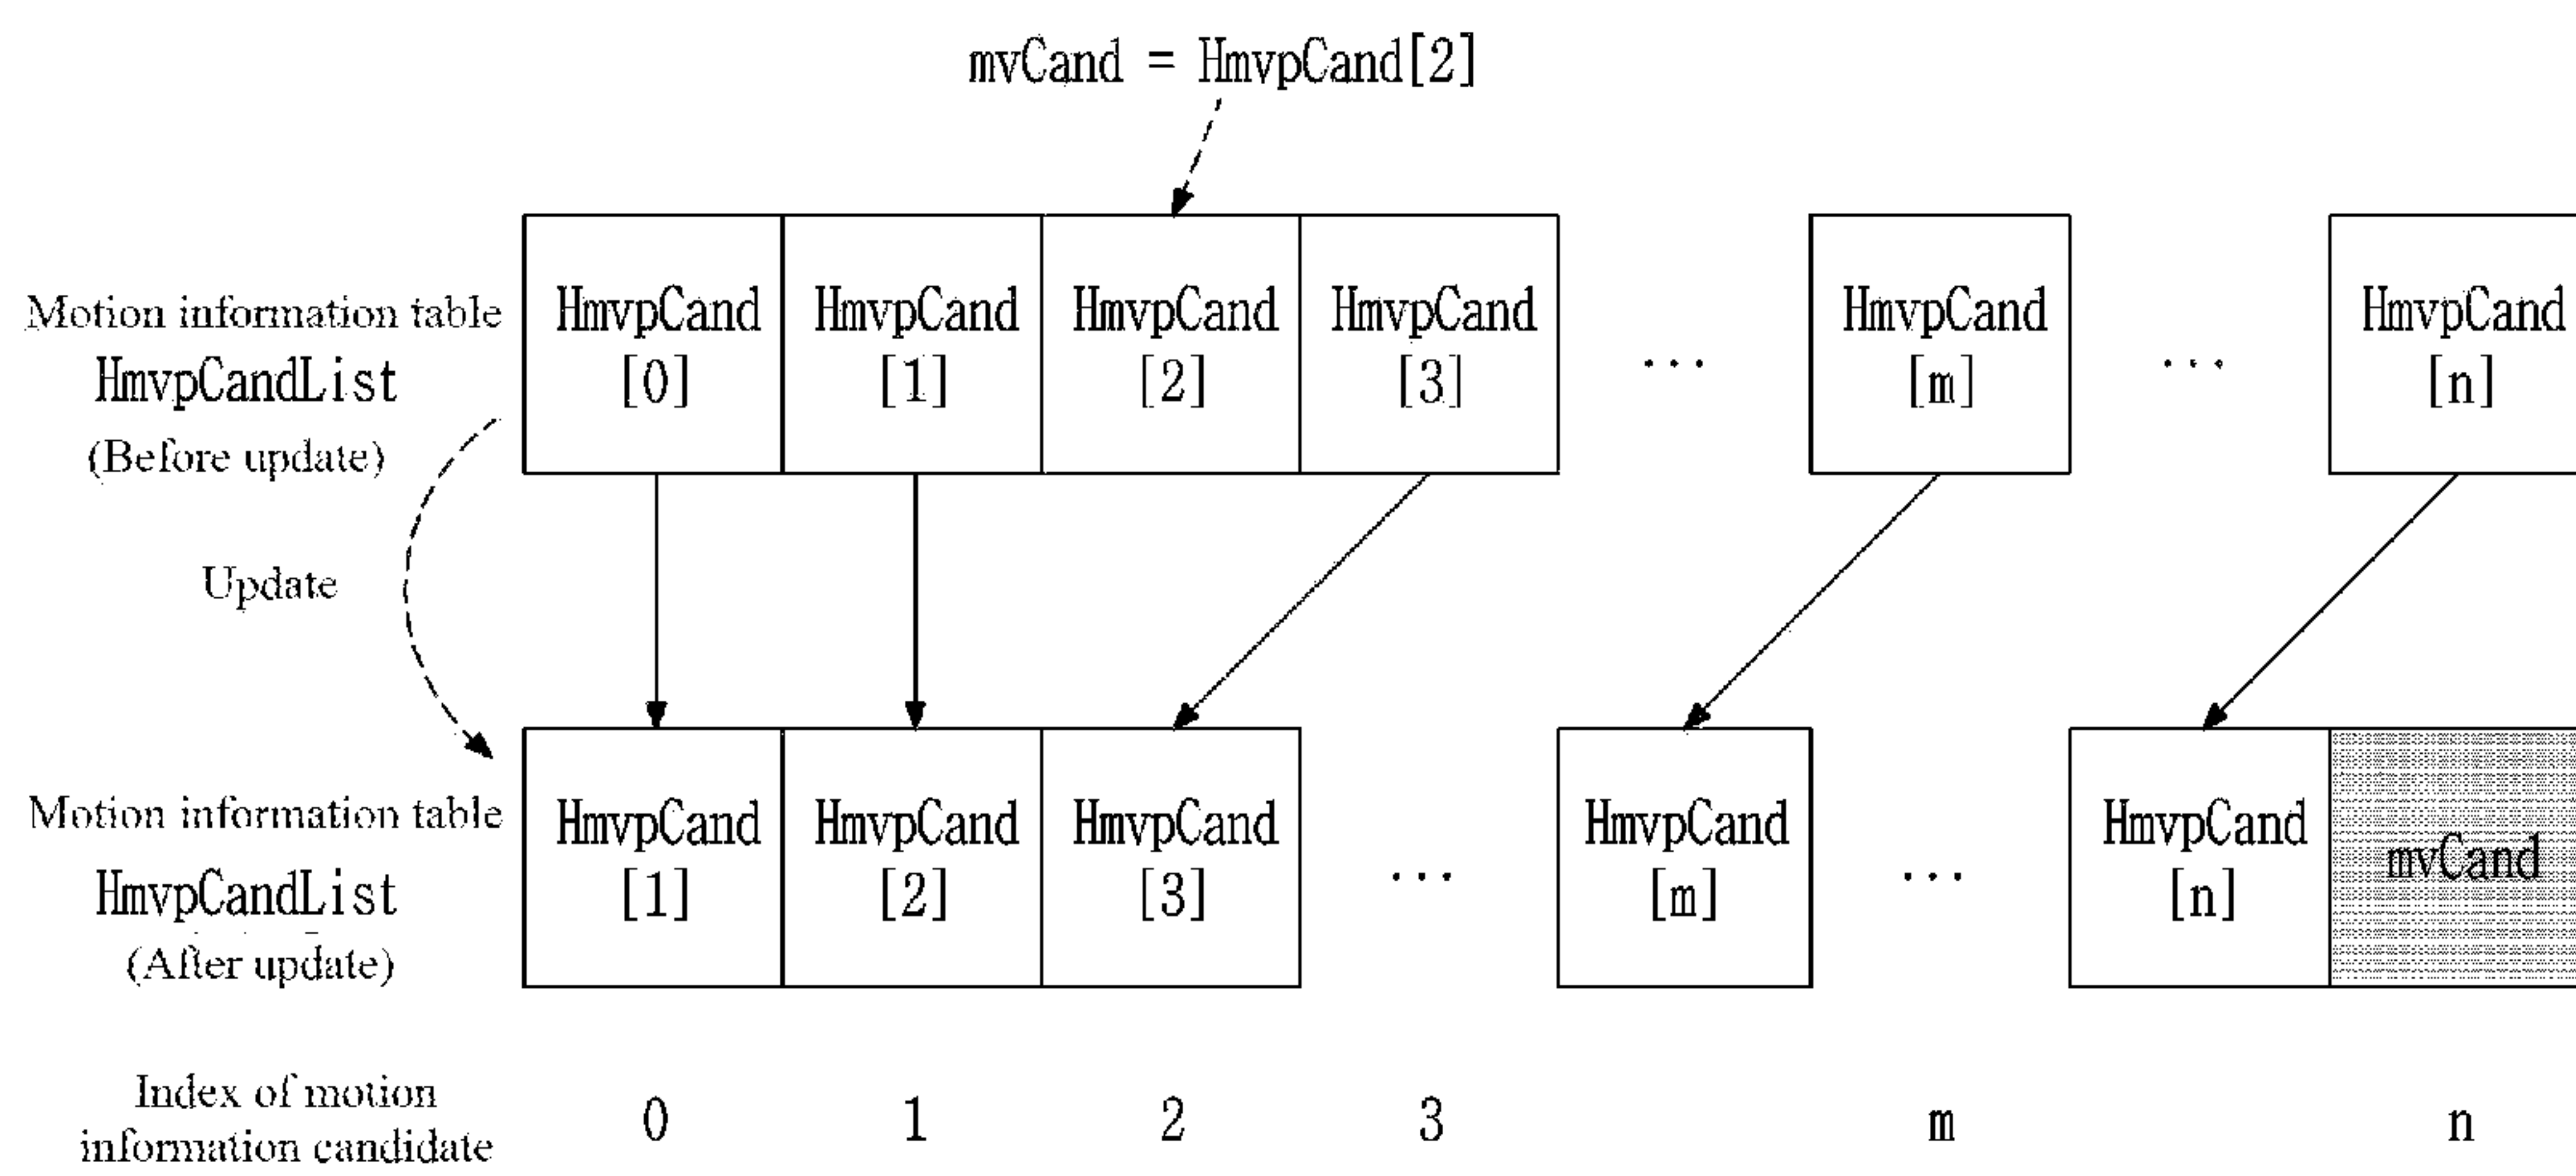 mvCand = HmvpCand[2]
Motion information table
HmvpCandList
(Before update)
HmvpCand
[0]
HmvpCand
[1]
HmvpCand
[2]
HmvpCand
[3]
...
HmvpCand
[m]
...
HmvpCand
[n]
Update
Motion information table
HmvpCandList
(After update)
HmvpCand
[1]
HmvpCand
[2]
HmvpCand
[3]
...
HmvpCand
[m]
...
HmvpCand
[n]
mvCand
Index of motion
information candidate
0 1 2 3 m n